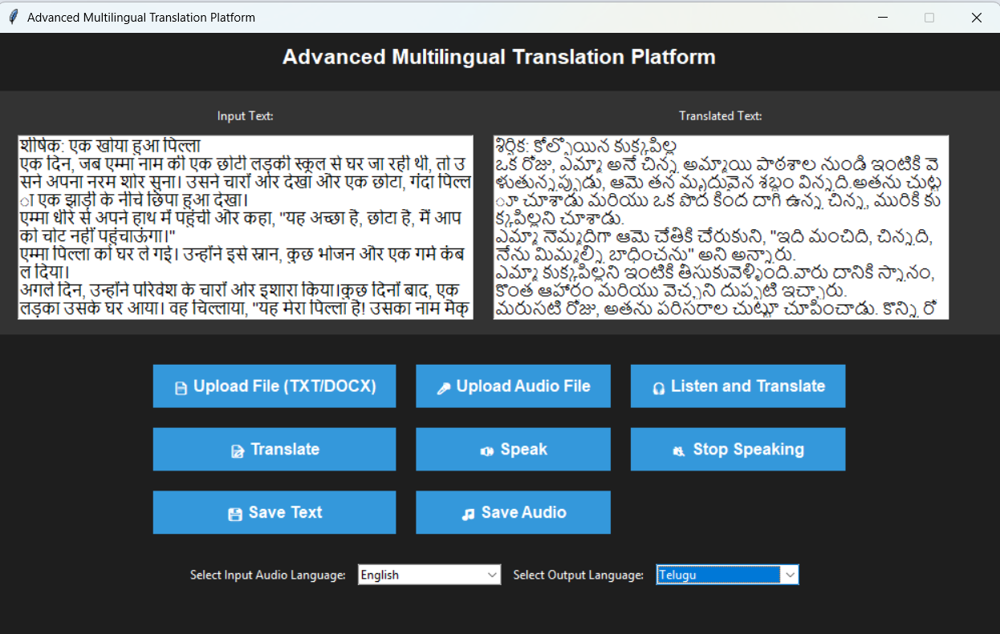 Advanced Multilingual Translation Platform
Advanced Multilingual Translation Platform
Input Text:
शीर्षक: एक खोया हुआ पिल्ला
एक दिन, जब एम्मा नाम की एक छोटी लड़की स्कूल से घर जा रही थी, तो उ
सने अपना नरम शोर सुना। उसने चारों ओर देखा और एक छोटा, गंदा पिल्ल
ा एक झाड़ी के नीचे छिपा हुआ देखा।
एम्मा धीरे से अपने हाथ में पहुंची और कहा, "यह अच्छा है, छोटा है, मैं आप
को चोट नहीं पहुंचाऊंगा।"
एम्मा पिल्ला को घर ले गई। उन्होंने इसे स्नान, कुछ भोजन और एक गर्म कंब
ल दिया।
अगले दिन, उन्होंने परिवेश के चारों ओर इशारा किया।कुछ दिनों बाद, एक
लड़का उसके घर आया। वह चिल्लाया, "यह मेरा पिल्ला है! उसका नाम मैक्
Translated Text:
శీర్షిక: కోల్పోయిన కుక్కపిల్ల
ఒక రోజు, ఎమ్మా అనే చిన్న అమ్మాయి పాఠశాల నుండి ఇంటికి వె
ళుతున్నప్పుడు, ఆమె తన మృదువైన శబ్దం విన్నది.అతను చుట్ట
ూ చూశాడు మరియు ఒక పొద కింద దాగి ఉన్న చిన్న, మురికి కు
క్కపిల్లని చూశాడు.
ఎమ్మా నెమ్మదిగా ఆమె చేతికి చేరుకుని, "ఇది మంచిది, చిన్నది,
నేను మిమ్మల్ని బాధించను" అని అన్నారు.
ఎమ్మా కుక్కపిల్లని ఇంటికి తీసుకువెళ్ళింది.వారు దానికి స్నానం,
కొంత ఆహారం మరియు వెచ్చని దుప్పటి ఇచ్చారు.
మరుసటి రోజు, అతను పరిసరాల చుట్టూ చూపించాడు. కొన్ని రో
Upload File (TXT/DOCX)
Upload Audio File
Listen and Translate
Translate
Speak
Stop Speaking
Save Text
Save Audio
Select Input Audio Language:
English
Select Output Language:
Telugu